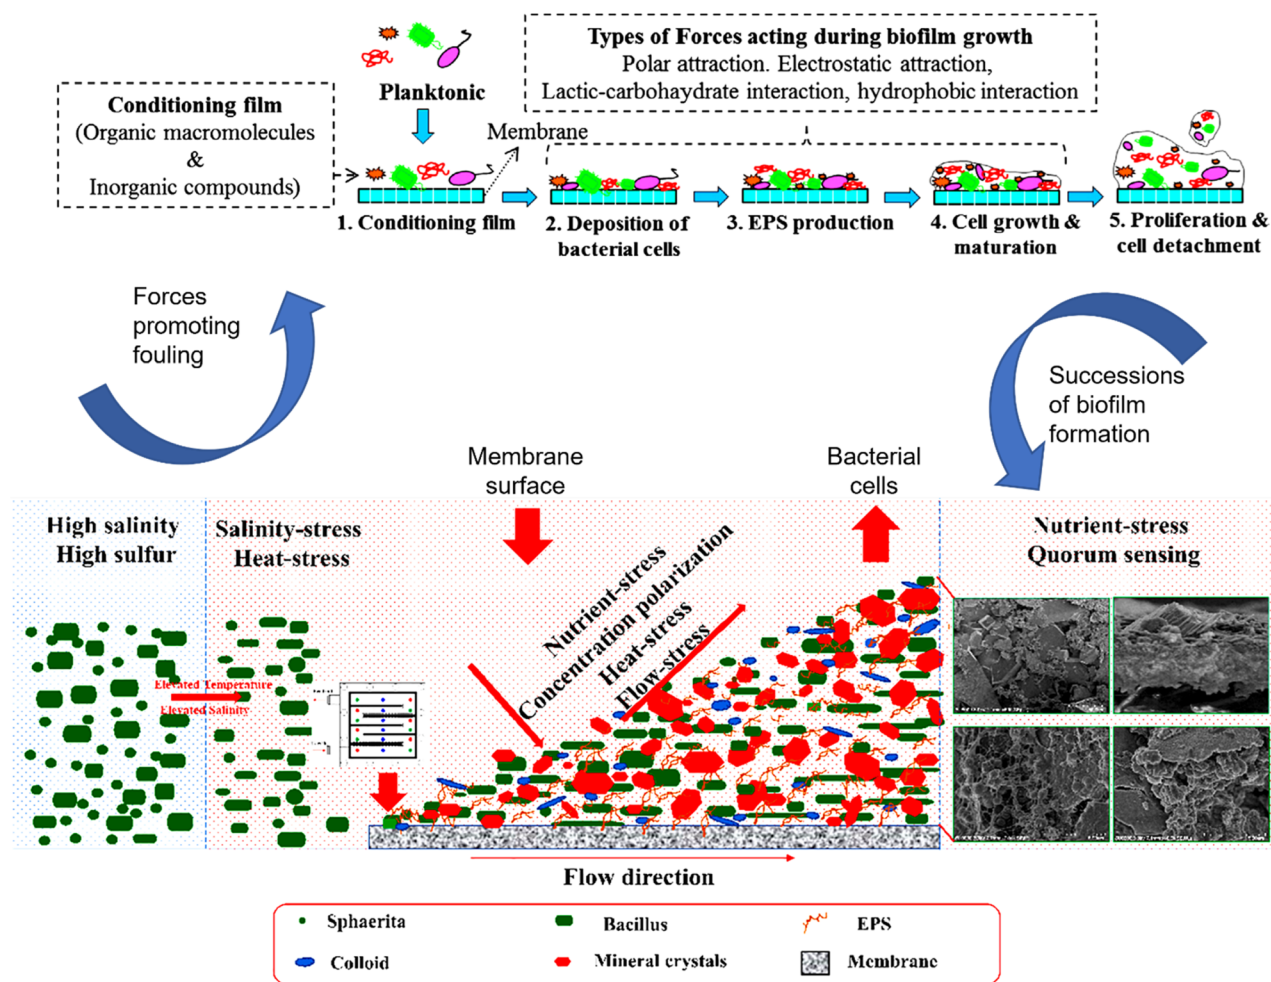 Types of Forces acting during biofilm growth
Polar attraction. Electrostatic attraction,
Lactic-carbohaydrate interaction, hydrophobic interaction
Planktonic
Conditioning film
(Organic macromolecules
&
Inorganic compounds)
Membrane
1. Conditioning film
2. Deposition of
bacterial cells
3. EPS production
4. Cell growth &
maturation
5. Proliferation &
cell detachment
Forces
promoting
fouling
Successions
of biofilm
formation
Membrane
surface
Bacterial
cells
High salinity
High sulfur
Salinity-stress
Heat-stress
Nutrient-stress
Concentration polarization
Heat-stress
Flow-stress
Nutrient-stress
Quorum sensing
Elevated Temperature
Elevated Salinity
Flow direction
Sphaerita
Bacillus
EPS
Colloid
Mineral crystals
Membrane